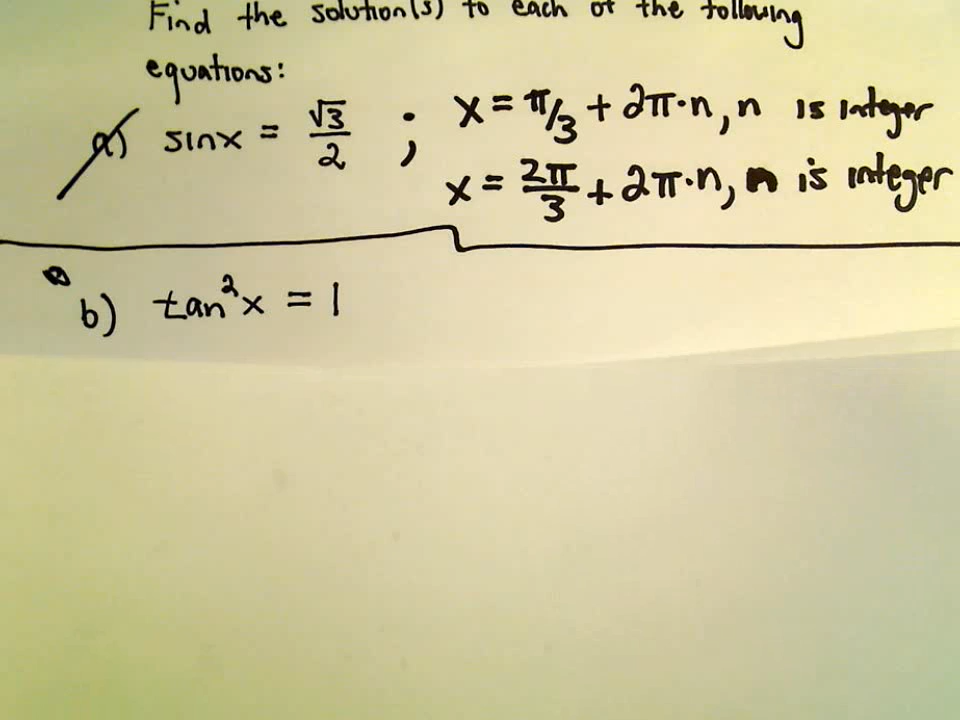 Find the solution(s) to each of the following
equations:
a) sinx = √3/2 ; x = π/3 + 2π·n, n is integer
x = 2π/3 + 2π·n, n is integer
b) tan²x = 1